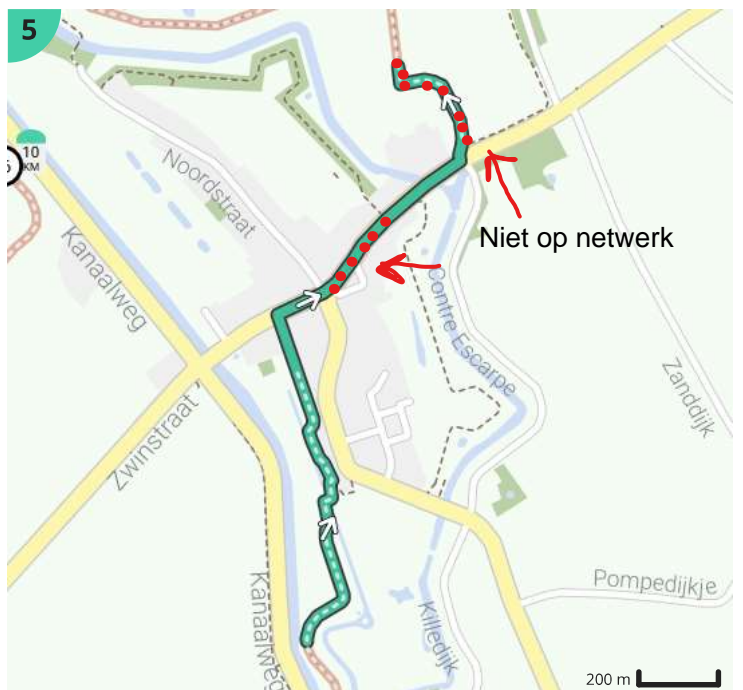 5
10
KM
Noordstraat
Kanaalweg
Niet op netwerk
Contre Escarpe
Zanddijk
Zwinstraat
Kanaalweg
Killedijk
Pompedijkje
200 m